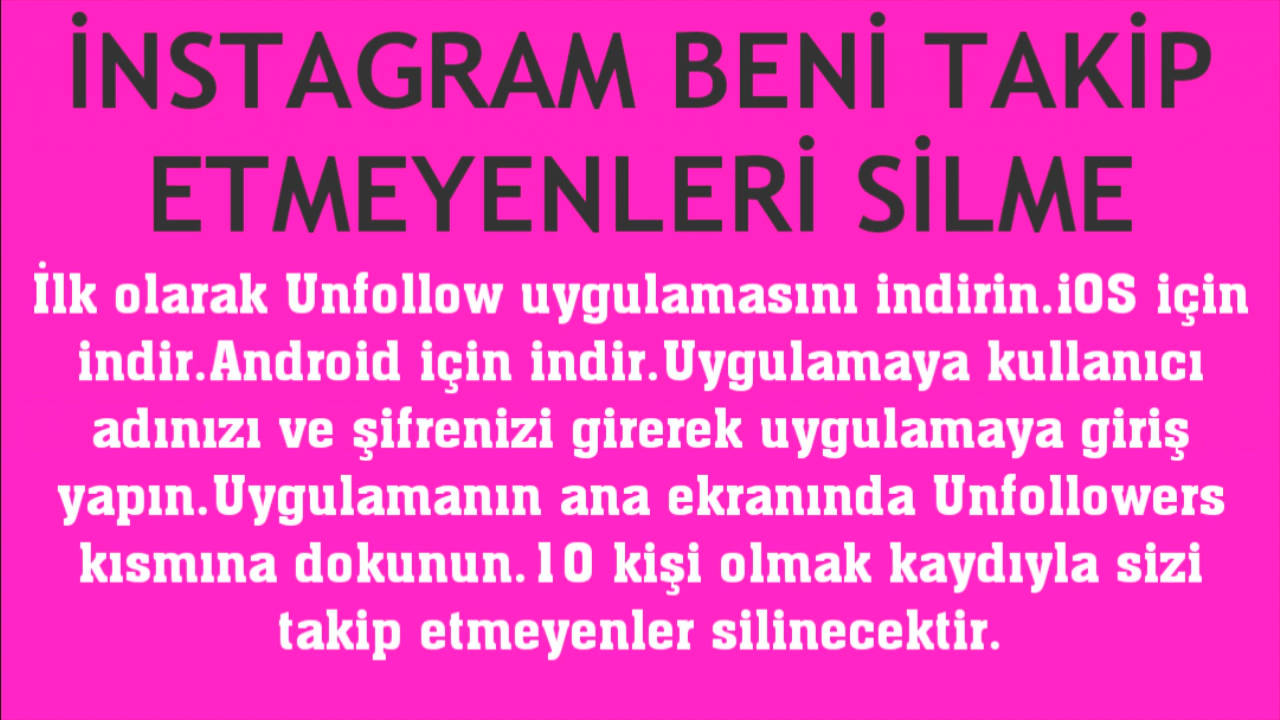 İNSTAGRAM BENİ TAKİP
ETMEYENLERİ SİLME
İlk olarak Unfollow uygulamasını indirin.iOS için
indir.Android için indir.Uygulamaya kullanıcı
adınızı ve şifrenizi girerek uygulamaya giriş
yapın.Uygulamanın ana ekranında Unfollowers
kısmına dokunun.10 kişi olmak kaydıyla sizi
takip etmeyenler silinecektir.